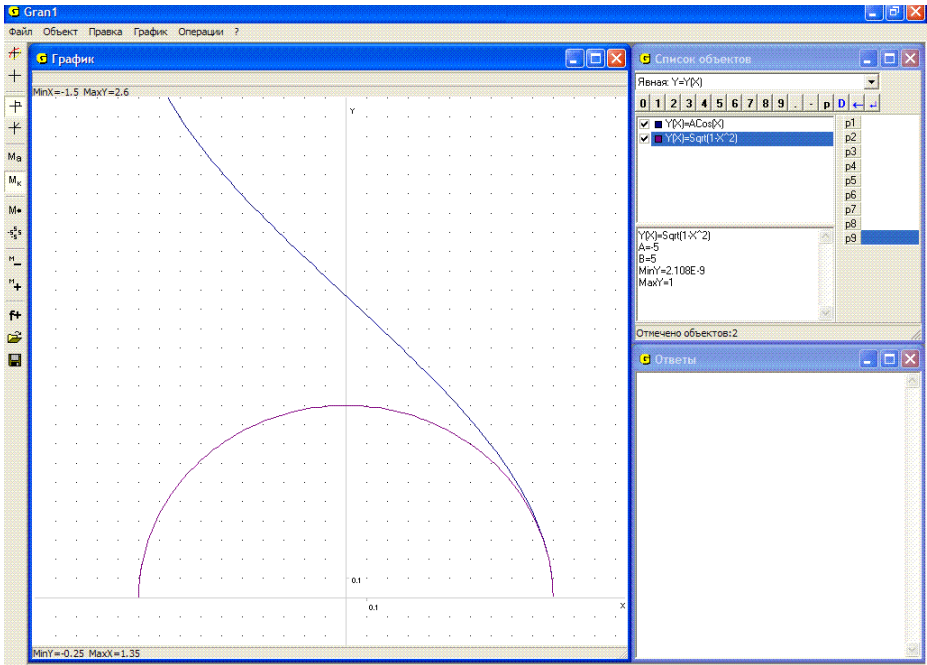 Gran1
Файл Объект Правка График Операции ?
График
MinX=-1.5 MaxY=2.6
Y
0.1
0.1
X
MinY=-0.25 MaxX=1.35
Ma
Mк
M•
-s s s
M
M
f+
Список объектов
Явная: Y=Y(X)
0 1 2 3 4 5 6 7 8 9 . - p D ←
Y(X)=ACos(X)
Y(X)=Sqrt(1-X^2)
p1
p2
p3
p4
p5
p6
p7
p8
p9
Y(X)=Sqrt(1-X^2)
A=-5
B=5
MinY=2.108E-9
MaxY=1
Отмечено объектов:2
Ответы